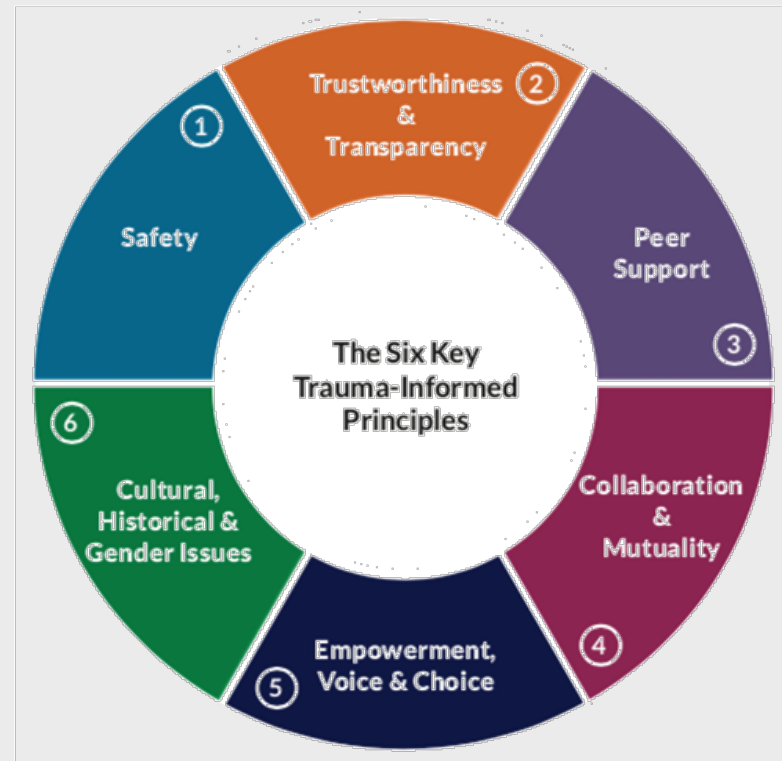 The Six Key
Trauma-Informed
Principles
1
Safety
2
Trustworthiness
&
Transparency
3
Peer
Support
4
Collaboration
&
Mutuality
5
Empowerment,
Voice & Choice
6
Cultural,
Historical &
Gender Issues